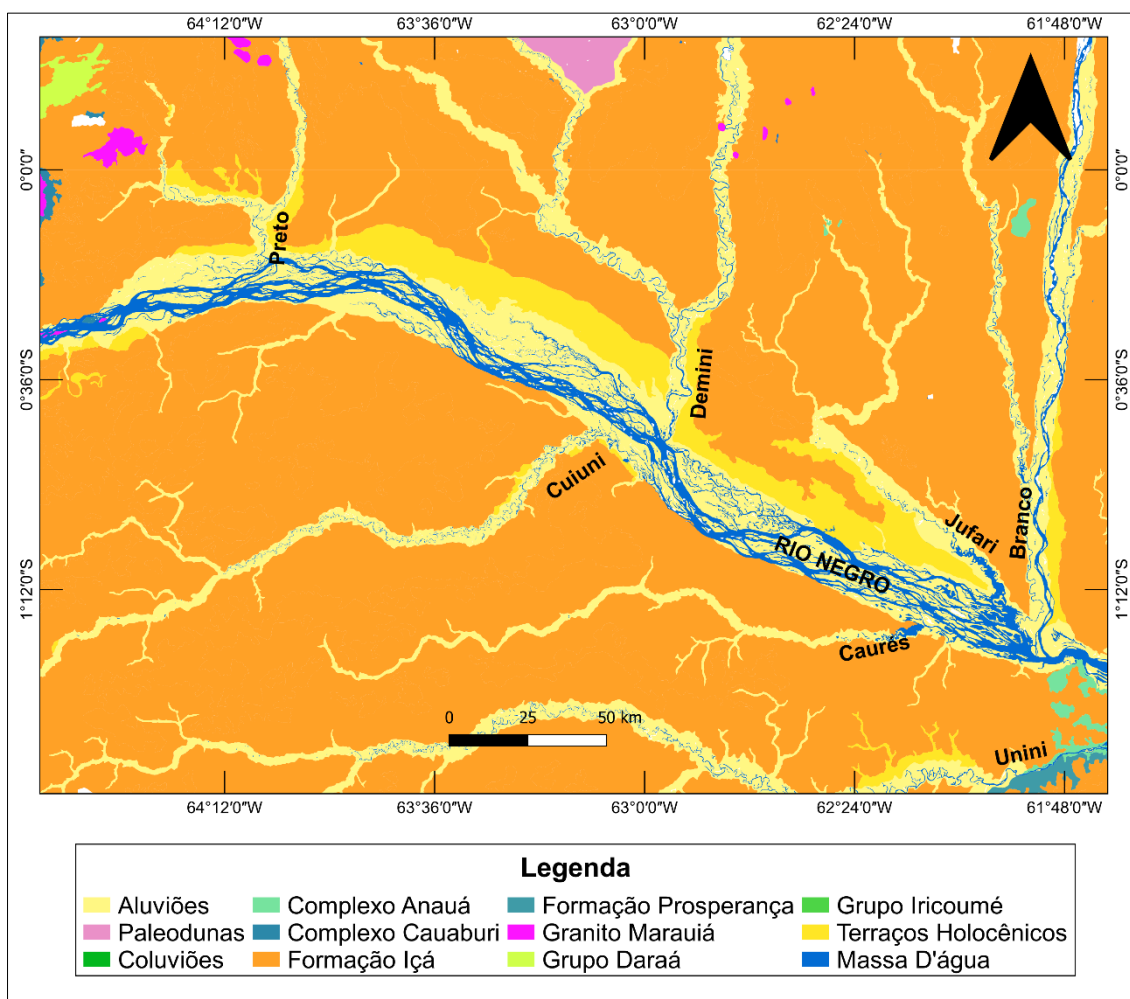 64°12'0"W 63°36'0"W 63°0'0"W 62°24'0"W 61°48'0"W
0°0'0" 0°0'0"
Preto
0°36'0"S 0°36'0"S
Demini
Cuiuni
Jufari
Branco
RIO NEGRO
1°12'0"S 1°12'0"S
Caurés
0 25 50 km
Unini
64°12'0"W 63°36'0"W 63°0'0"W 62°24'0"W 61°48'0"W
Legenda
Aluviões Complexo Anauá Formação Prosperança Grupo Iricoumé
Paleodunas Complexo Cauaburi Granito Marauiá Terraços Holocênicos
Coluviões Formação Içá Grupo Daraá Massa D'água